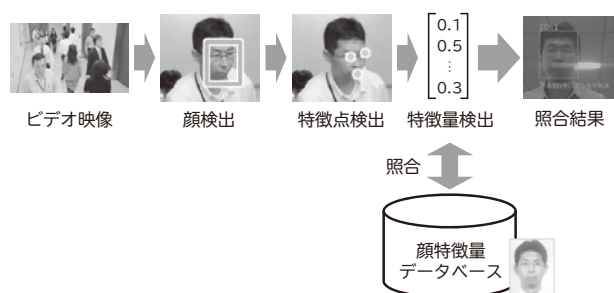 0.1
0.5
⋮
0.3
ビデオ映像
顔検出
特徴点検出
特徴量検出
照合結果
照合
顔特徴量
データベース